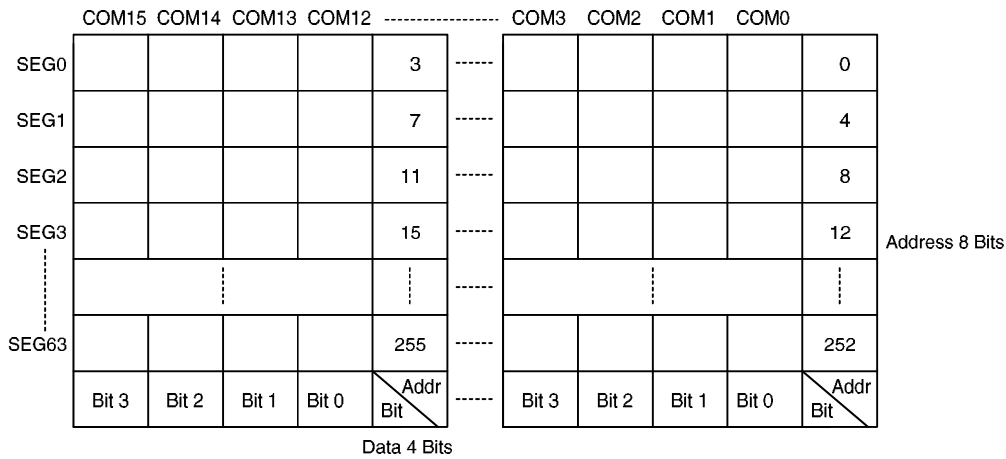 COM15 COM14 COM13 COM12 COM3 COM2 COM1 COM0
SEG0 3 0
SEG1 7 4
SEG2 11 8
SEG3 15 12
Address 8 Bits
SEG63 255 252
Bit 3 Bit 2 Bit 1 Bit 0 Addr Bit Bit 3 Bit 2 Bit 1 Bit 0 Addr Bit
Data 4 Bits